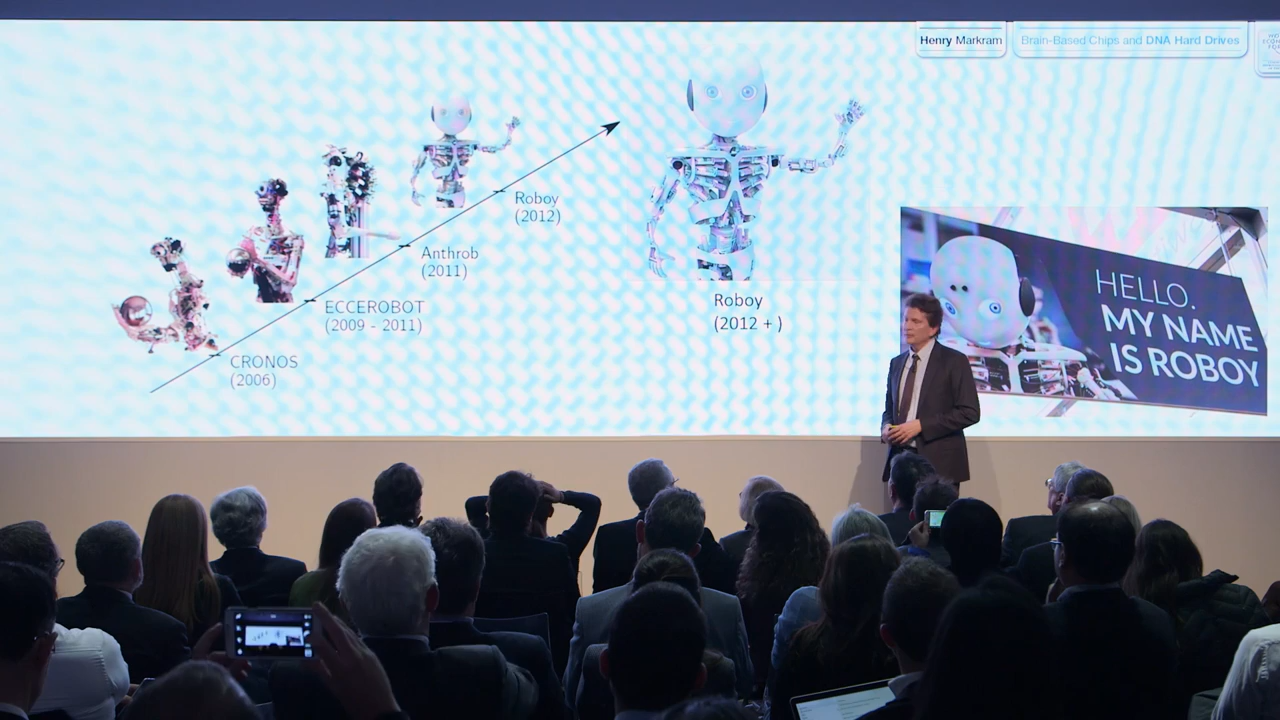 Henry Markram
Brain-Based Chips and DNA Hard Drives
Roboy
(2012)
Anthrob
(2011)
ECCEROBOT
(2009 - 2011)
CRONOS
(2006)
Roboy
(2012 + )
HELLO.
MY NAME
IS ROBOY